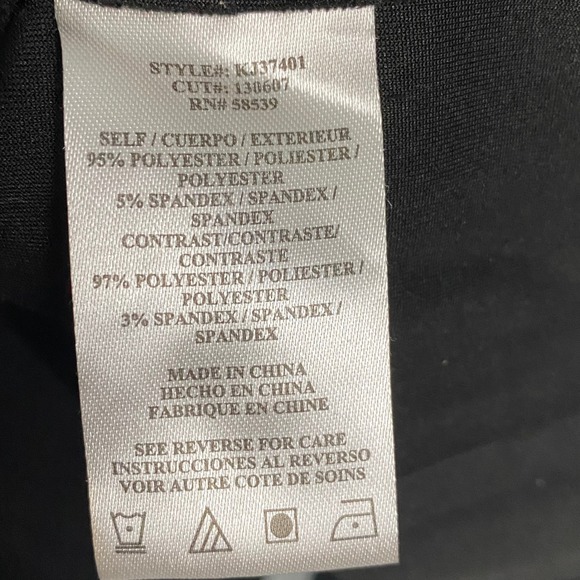 STYLE#: KJ37401
CUT#: 130607
RN# 58539
SELF / CUERPO / EXTERIEUR
95% POLYESTER / POLIESTER /
POLYESTER
5% SPANDEX / SPANDEX /
SPANDEX
CONTRAST/CONTRASTE/
CONTRASTE
97% POLYESTER / POLIESTER /
POLYESTER
3% SPANDEX / SPANDEX /
SPANDEX
MADE IN CHINA
HECHO EN CHINA
FABRIQUE EN CHINE
SEE REVERSE FOR CARE
INSTRUCCIONES AL REVERSO
VOIR AUTRE COTE DE SOINS